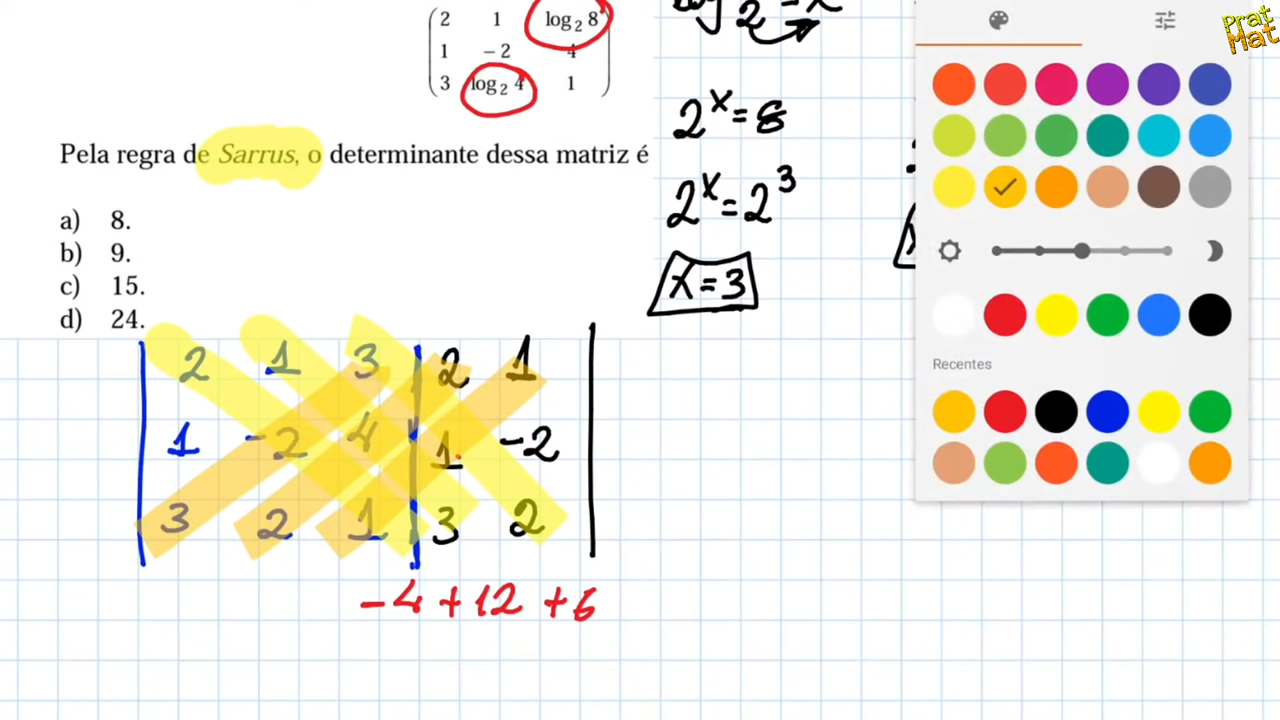 2 1 log₂ 8
1 −2 4
3 log₂ 4 1
Pela regra de Sarrus, o determinante dessa matriz é
a) 8.
b) 9.
c) 15.
d) 24.
2 1 3 2 1
1 -2 4 1 -2
3 2 1 3 2
-4 +12 +6
2ˣ = 8
2ˣ = 2³
x = 3
Recentes
Prat
Mat